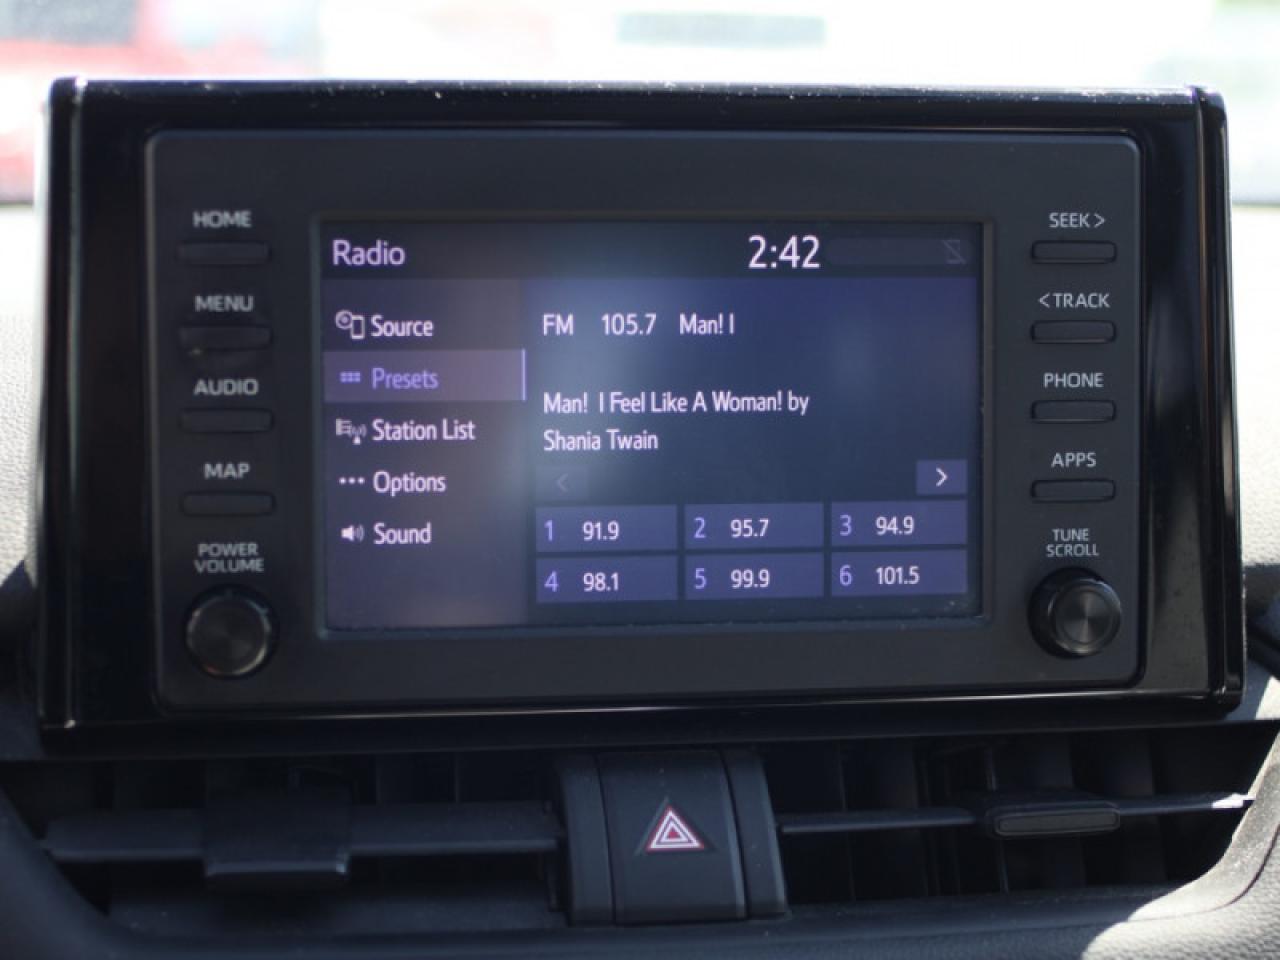 HOME
MENU
AUDIO
MAP
POWER
VOLUME
Radio
2:42
Source
Presets
Station List
Options
Sound
FM 105.7 Man! I
Man! I Feel Like A Woman! by
Shania Twain
< >
1 91.9 2 95.7 3 94.9
4 98.1 5 99.9 6 101.5
SEEK >
< TRACK
PHONE
APPS
TUNE
SCROLL